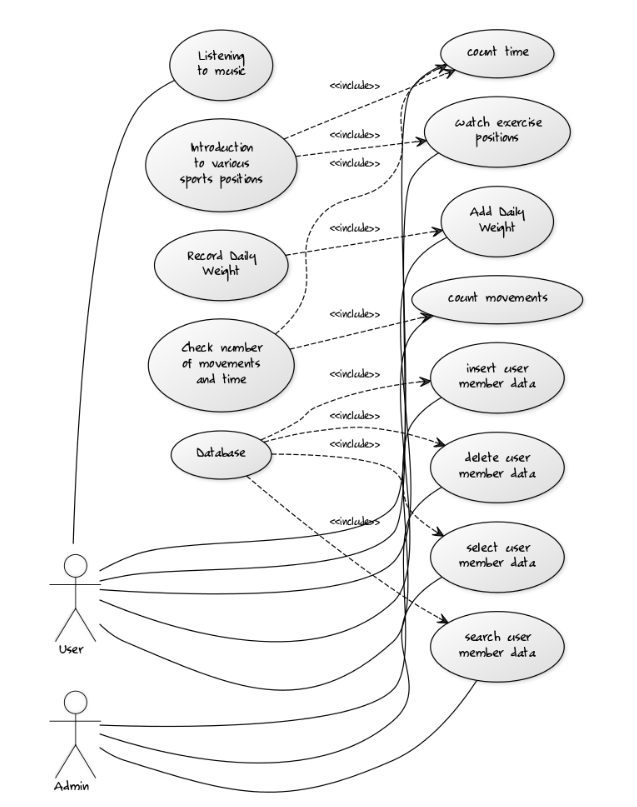 Listening
to music
count time
<<include>>
watch exercise
positions
<<include>>
Introduction
to various
sports positions
<<include>>
Add Daily
Weight
<<include>>
Record Daily
Weight
count movements
<<include>>
Check number
of movements
and time
<<include>>
insert user
member data
<<include>>
Database
<<include>>
delete user
member data
<<include>>
select user
member data
User
search user
member data
Admin